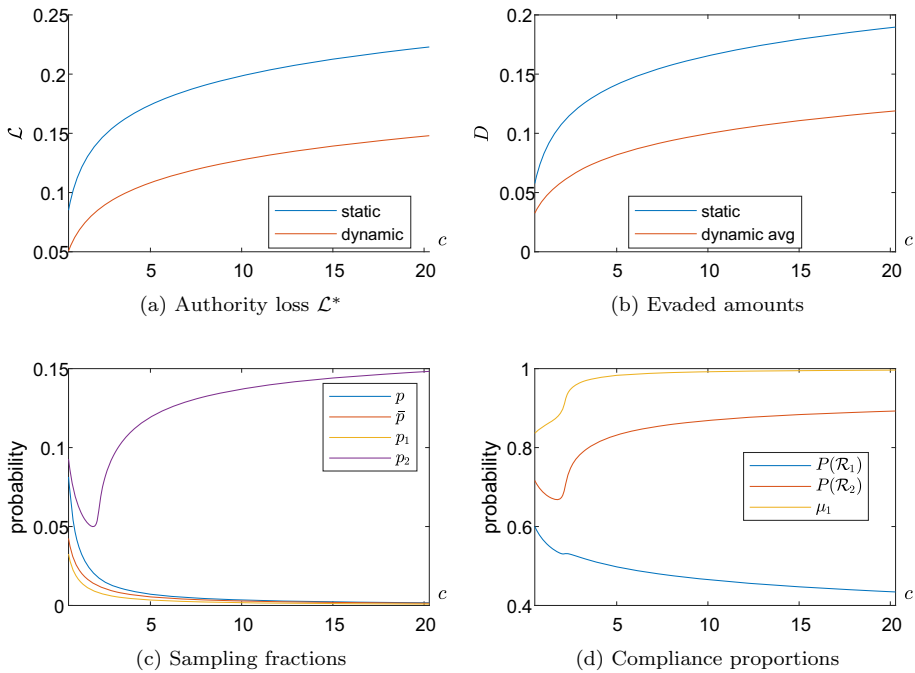 0.25
0.2
0.15
0.1
0.05
ℒ
static
dynamic
c
5 10 15 20
(a) Authority loss ℒ*
0.2
0.15
0.1
0.05
0
D
static
dynamic avg
c
5 10 15 20
(b) Evaded amounts
0.15
0.1
0.05
0
probability
p
p̄
p₁
p₂
c
5 10 15 20
(c) Sampling fractions
1
0.8
0.6
0.4
probability
P(ℛ₁)
P(ℛ₂)
μ₁
c
5 10 15 20
(d) Compliance proportions